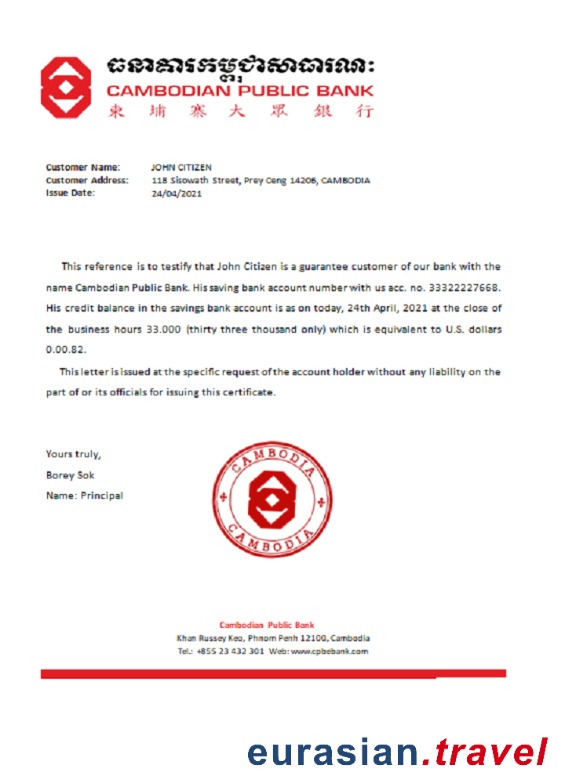 ធនាគារកម្ពុជាសាធារណៈ
CAMBODIAN PUBLIC BANK
柬埔寨大眾銀行
Customer Name: JOHN CITIZEN
Customer Address: 118 Sisowath Street, Prey Ceng 14206, CAMBODIA
Issue Date: 24/04/2021
This reference is to testify that John Citizen is a guarantee customer of our bank with the
name Cambodian Public Bank. His saving bank account number with us acc. no. 33322227668.
His credit balance in the savings bank account is as on today, 24th April, 2021 at the close of
the business hours 33.000 (thirty three thousand only) which is equivalent to U.S. dollars
0.00.82.
This letter is issued at the specific request of the account holder without any liability on the
part of or its officials for issuing this certificate.
Yours truly,
Borey Sok
Name: Principal
CAMBODIA
CAMBODIA
Cambodian Public Bank
Khan Russey Keo, Phnom Penh 12100, Cambodia
Tel.: +855 23 432 301 Web: www.cpbebank.com
eurasian.travel